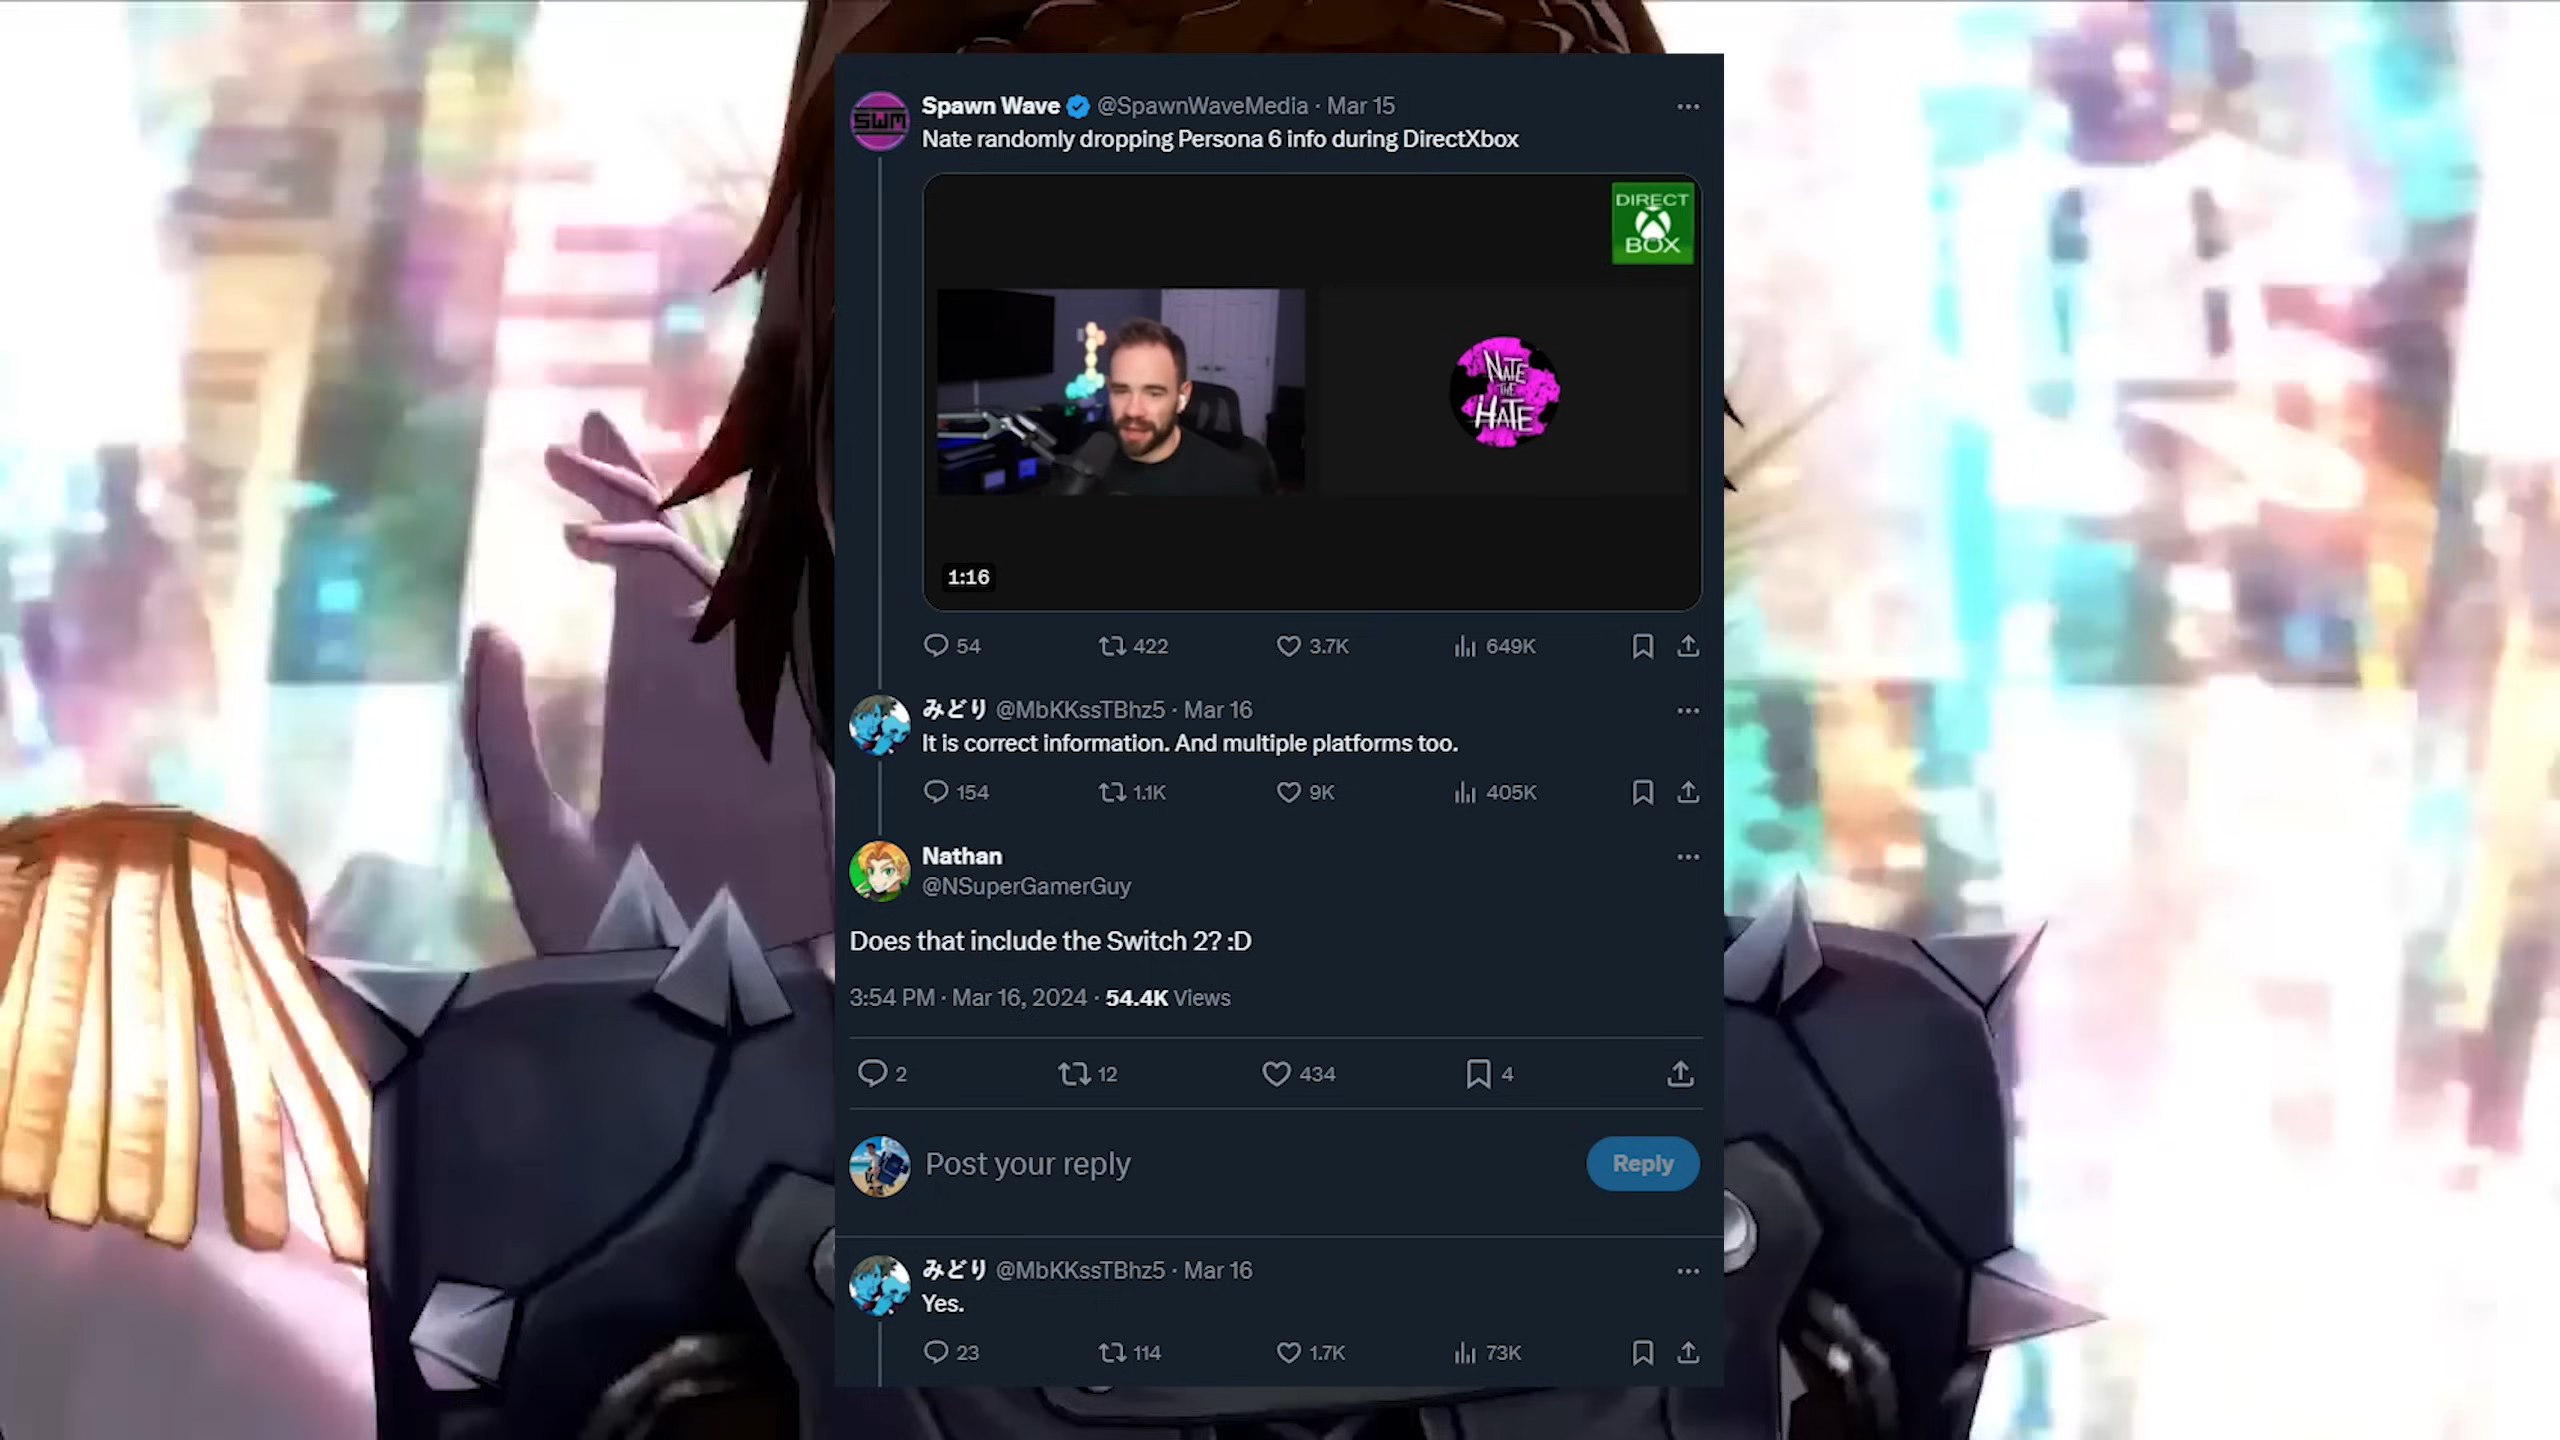 Spawn Wave @SpawnWaveMedia · Mar 15
SWM
Nate randomly dropping Persona 6 info during DirectXbox
DIRECT
BOX
NATE
THE
HATE
1:16
54 422 3.7K 649K
みどり @MbKKssTBhz5 · Mar 16
It is correct information. And multiple platforms too.
154 1.1K 9K 405K
Nathan
@NSuperGamerGuy
Does that include the Switch 2? :D
3:54 PM · Mar 16, 2024 · 54.4K Views
2 12 434 4
Post your reply
Reply
みどり @MbKKssTBhz5 · Mar 16
Yes.
23 114 1.7K 73K